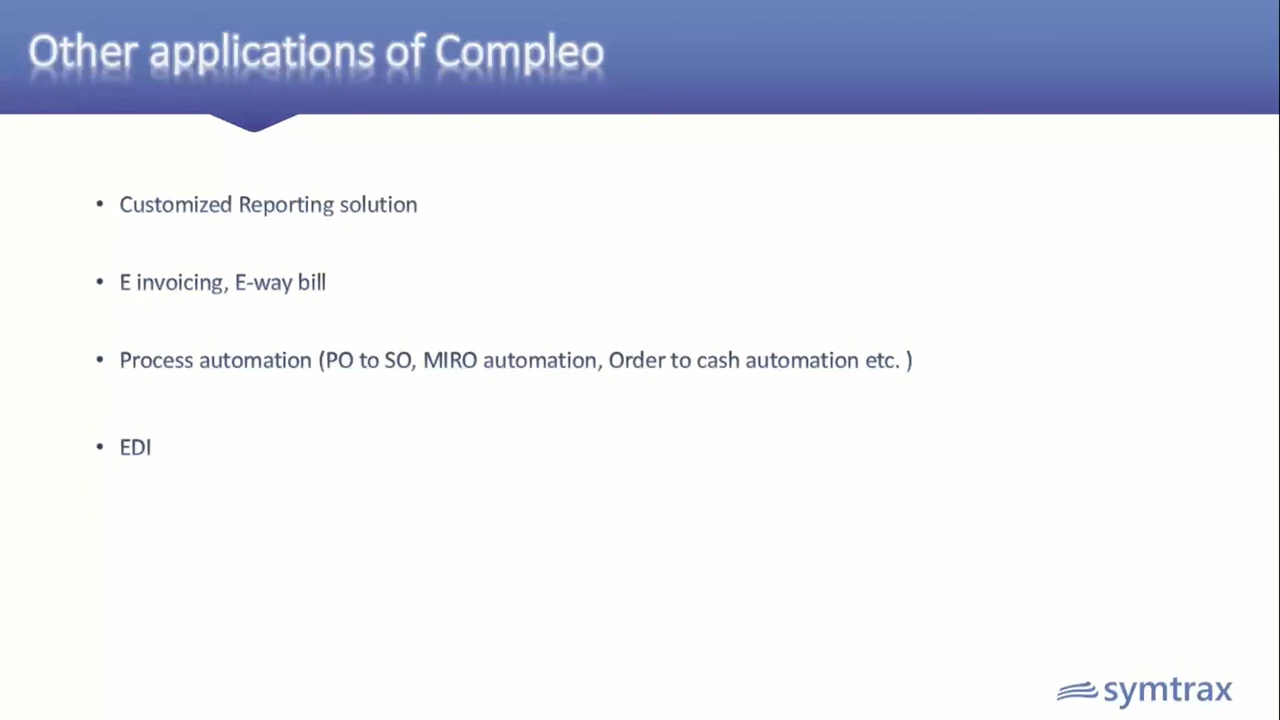 Other applications of Compleo
• Customized Reporting solution
• E invoicing, E-way bill
• Process automation (PO to SO, MIRO automation, Order to cash automation etc. )
• EDI
symtrax